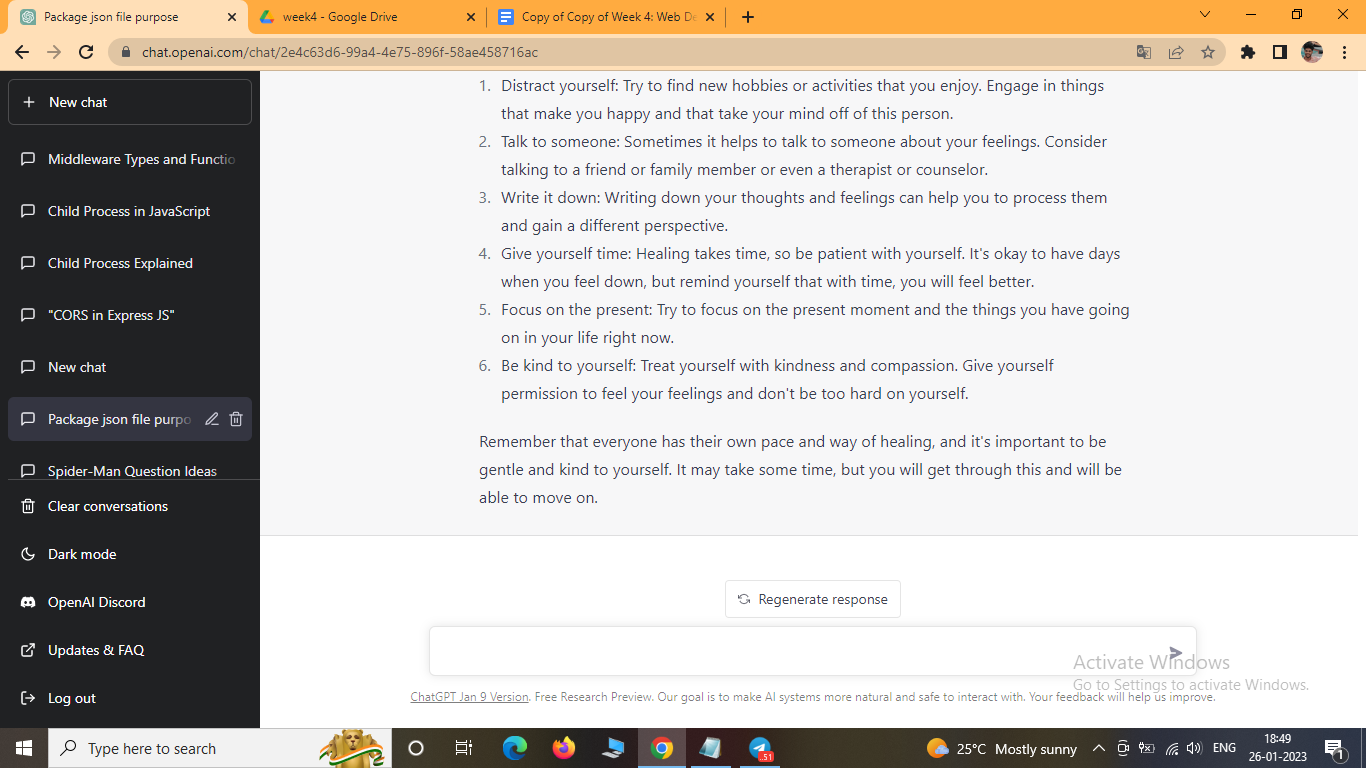 Package json file purpose
week4 - Google Drive
Copy of Copy of Week 4: Web De
chat.openai.com/chat/2e4c63d6-99a4-4e75-896f-58ae458716ac
New chat
Middleware Types and Functio
Child Process in JavaScript
Child Process Explained
"CORS in Express JS"
New chat
Package json file purpo
Spider-Man Question Ideas
Clear conversations
Dark mode
OpenAI Discord
Updates & FAQ
Log out
1. Distract yourself: Try to find new hobbies or activities that you enjoy. Engage in things
that make you happy and that take your mind off of this person.
2. Talk to someone: Sometimes it helps to talk to someone about your feelings. Consider
talking to a friend or family member or even a therapist or counselor.
3. Write it down: Writing down your thoughts and feelings can help you to process them
and gain a different perspective.
4. Give yourself time: Healing takes time, so be patient with yourself. It's okay to have days
when you feel down, but remind yourself that with time, you will feel better.
5. Focus on the present: Try to focus on the present moment and the things you have going
on in your life right now.
6. Be kind to yourself: Treat yourself with kindness and compassion. Give yourself
permission to feel your feelings and don't be too hard on yourself.
Remember that everyone has their own pace and way of healing, and it's important to be
gentle and kind to yourself. It may take some time, but you will get through this and will be
able to move on.
Regenerate response
Activate Windows
Go to Settings to activate Windows.
ChatGPT Jan 9 Version. Free Research Preview. Our goal is to make AI systems more natural and safe to interact with. Your feedback will help us improve.
Type here to search
.51
25°C Mostly sunny
ENG
18:49
26-01-2023
1